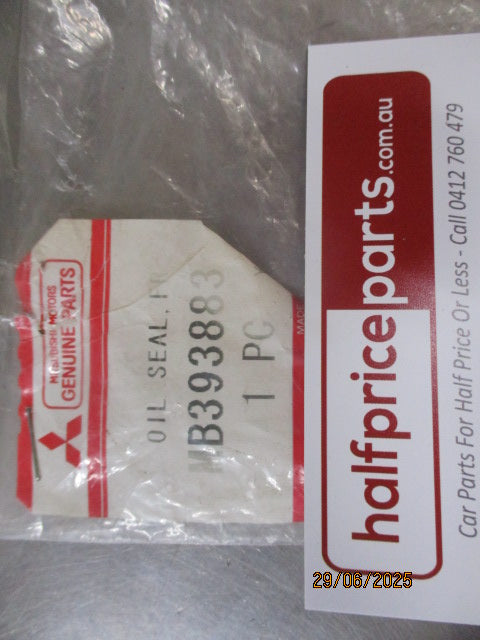 MITSUBISHI MOTORS
GENUINE PARTS
OIL SEAL,
MB393883
1 PC
MADE
halfpriceparts.com.au
Car Parts For Half Price Or Less - Call 0412 760 479
29/06/2025